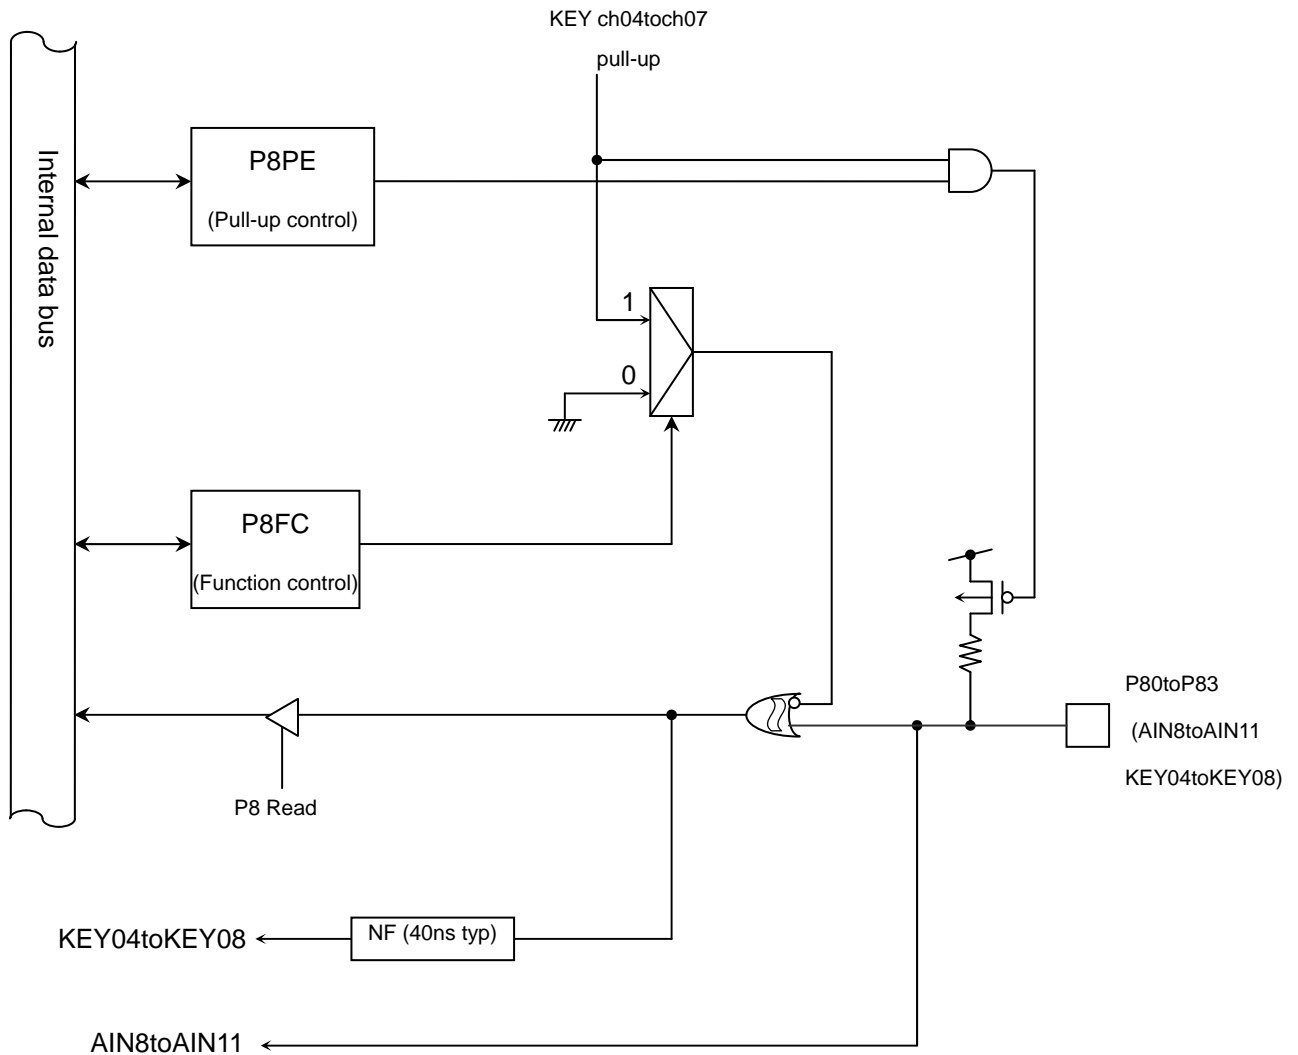 KEY ch04toch07
pull-up
Internal data bus
P8PE
(Pull-up control)
1
0
P8FC
(Function control)
P80toP83
(AIN8toAIN11
KEY04toKEY08)
P8 Read
KEY04toKEY08
NF (40ns typ)
AIN8toAIN11